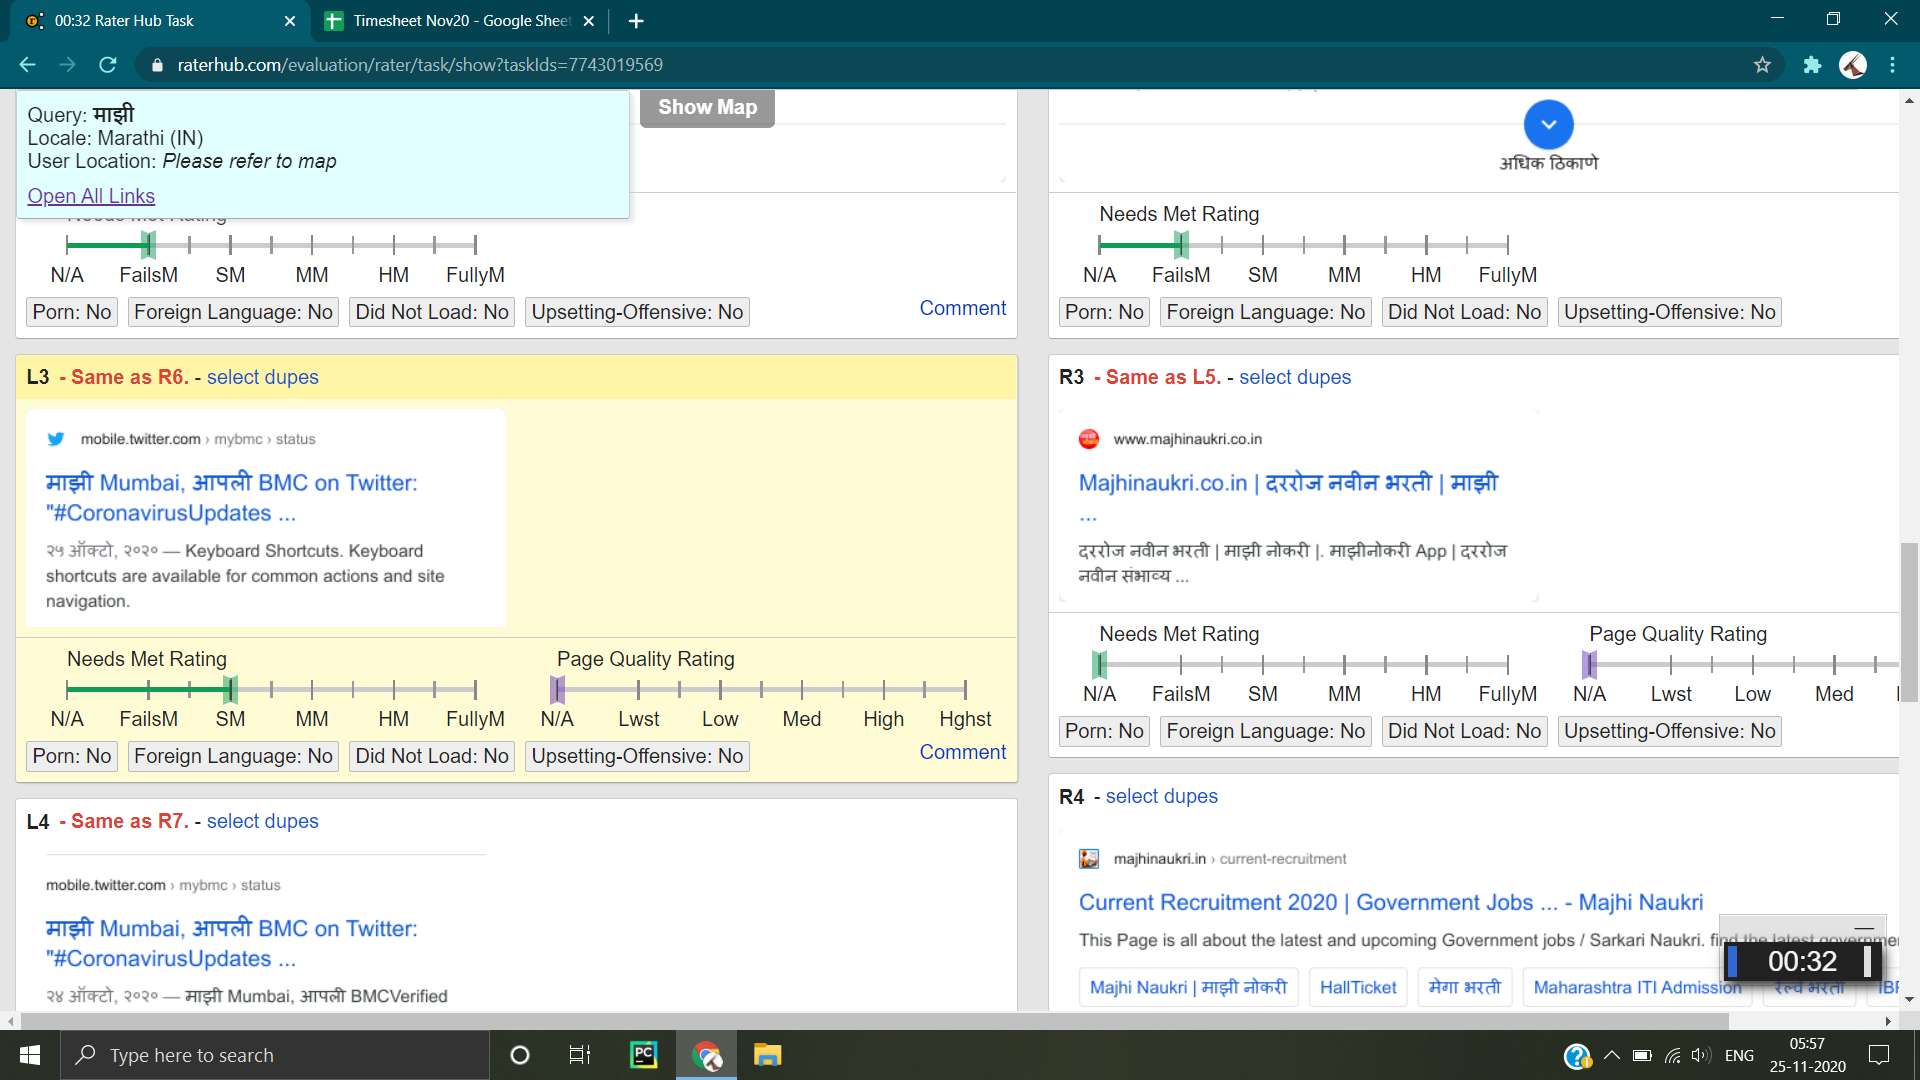 00:32 Rater Hub Task
Timesheet Nov20 - Google Sheet
raterhub.com/evaluation/rater/task/show?taskIds=7743019569
Query: माझी
Locale: Marathi (IN)
User Location: Please refer to map
Open All Links
Show Map
अधिक ठिकाणे
Needs Met Rating
N/A FailsM SM MM HM FullyM
Porn: No Foreign Language: No Did Not Load: No Upsetting-Offensive: No
Comment
Needs Met Rating
N/A FailsM SM MM HM FullyM
Porn: No Foreign Language: No Did Not Load: No Upsetting-Offensive: No
L3 - Same as R6. - select dupes
mobile.twitter.com › mybmc › status
माझी Mumbai, आपली BMC on Twitter:
"#CoronavirusUpdates ...
२५ ऑक्टो, २०२० — Keyboard Shortcuts. Keyboard
shortcuts are available for common actions and site
navigation.
Needs Met Rating
N/A FailsM SM MM HM FullyM
Page Quality Rating
N/A Lwst Low Med High Hghst
Porn: No Foreign Language: No Did Not Load: No Upsetting-Offensive: No
Comment
R3 - Same as L5. - select dupes
www.majhinaukri.co.in
Majhinaukri.co.in | दररोज नवीन भरती | माझी
...
दररोज नवीन भरती | माझी नोकरी |. माझीनोकरी App | दररोज
नवीन संभाव्य ...
Needs Met Rating
N/A FailsM SM MM HM FullyM
Page Quality Rating
N/A Lwst Low Med
Porn: No Foreign Language: No Did Not Load: No Upsetting-Offensive: No
L4 - Same as R7. - select dupes
mobile.twitter.com › mybmc › status
माझी Mumbai, आपली BMC on Twitter:
"#CoronavirusUpdates ...
२४ ऑक्टो, २०२० — माझी Mumbai, आपली BMCVerified
R4 - select dupes
majhinaukri.in › current-recruitment
Current Recruitment 2020 | Government Jobs ... - Majhi Naukri
This Page is all about the latest and upcoming Government jobs / Sarkari Naukri. find the latest governme
Majhi Naukri | माझी नोकरी HallTicket मेगा भरती Maharashtra ITI Admission रेल्वे भरती
00:32
Type here to search
PC
ENG
05:57
25-11-2020